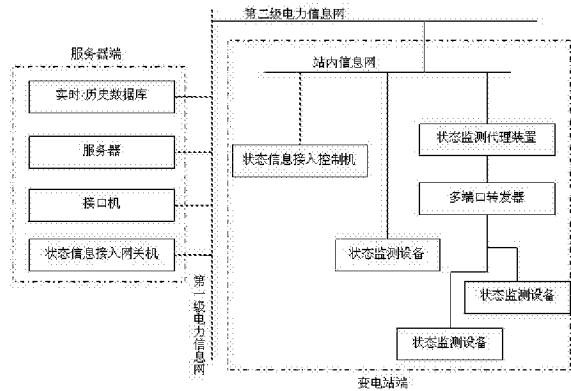 第二级电力信息网
服务器端
站内信息网
实时/历史数据库
服务器
接口机
状态信息接入网关机
第一级电力信息网
状态信息接入控制机
状态监测代理装置
多端口转发器
状态监测设备
状态监测设备
状态监测设备
变电站端